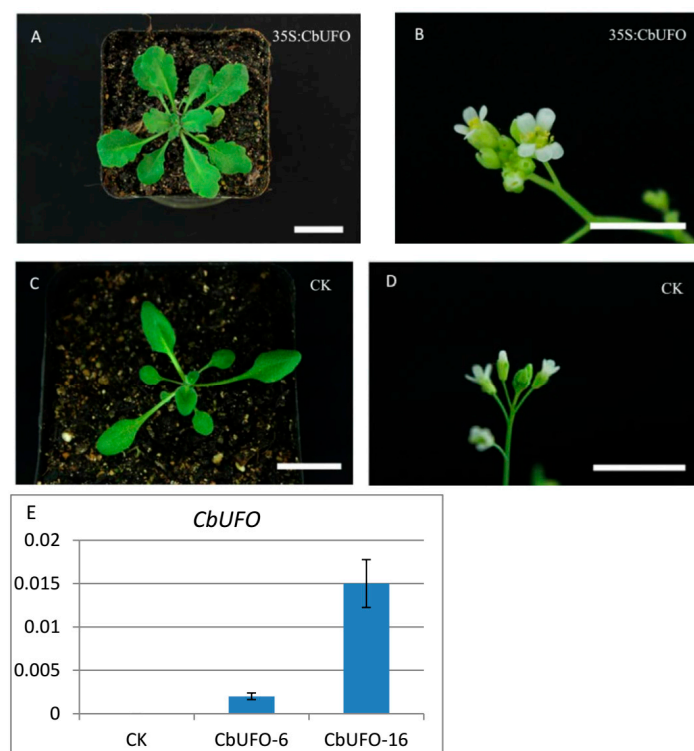 A
35S:CbUFO
B
35S:CbUFO
C
CK
D
CK
E
CbUFO
0.02
0.015
0.01
0.005
0
CK CbUFO-6 CbUFO-16